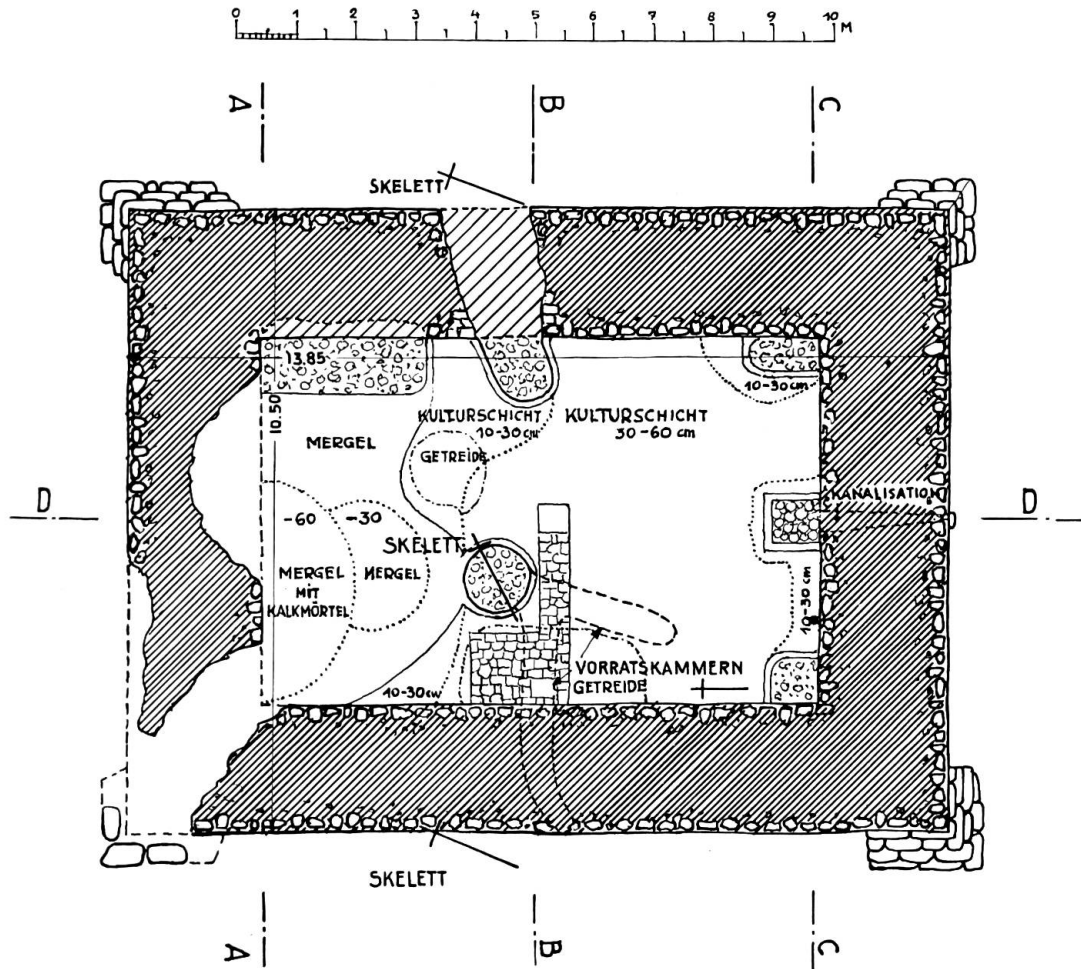 0 1 2 3 4 5 6 7 8 9 10 M
A B C
SKELETT
13.85
10-30 cm
10.50
KULTURSCHICHT
10-30 cm
KULTURSCHICHT
30-60 cm
MERGEL
GETREIDE
KANALISATION
D
D
-60
-30
SKELETT
MERGEL
MIT
KALKMÖRTEL
MERGEL
10-30 cm
VORRATSKAMMERN
GETREIDE
10-30 cm
SKELETT
A B C